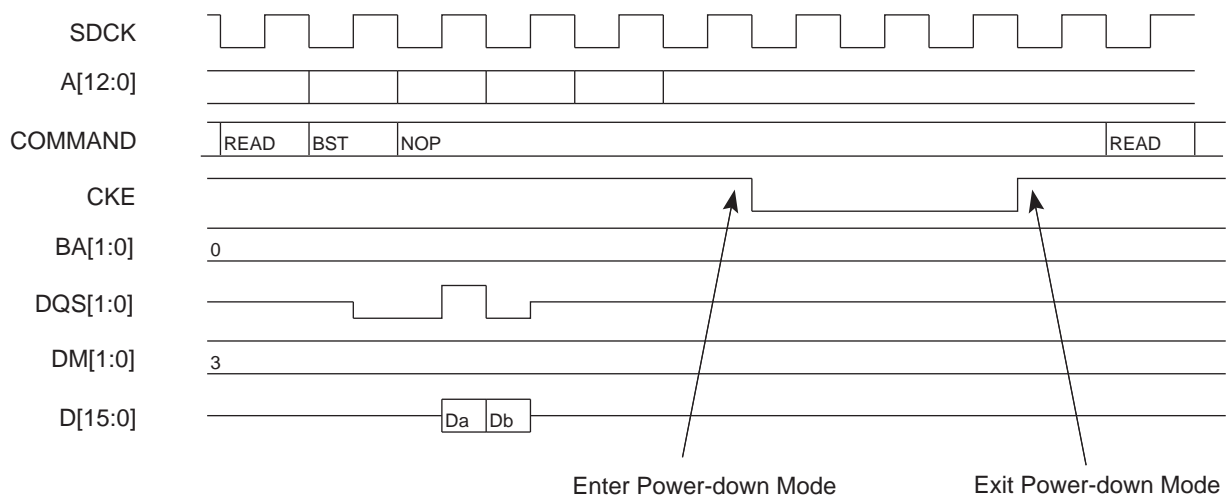 SDCK
A[12:0]
COMMAND READ BST NOP READ
CKE
BA[1:0] 0
DQS[1:0]
DM[1:0] 3
D[15:0] Da Db
Enter Power-down Mode Exit Power-down Mode